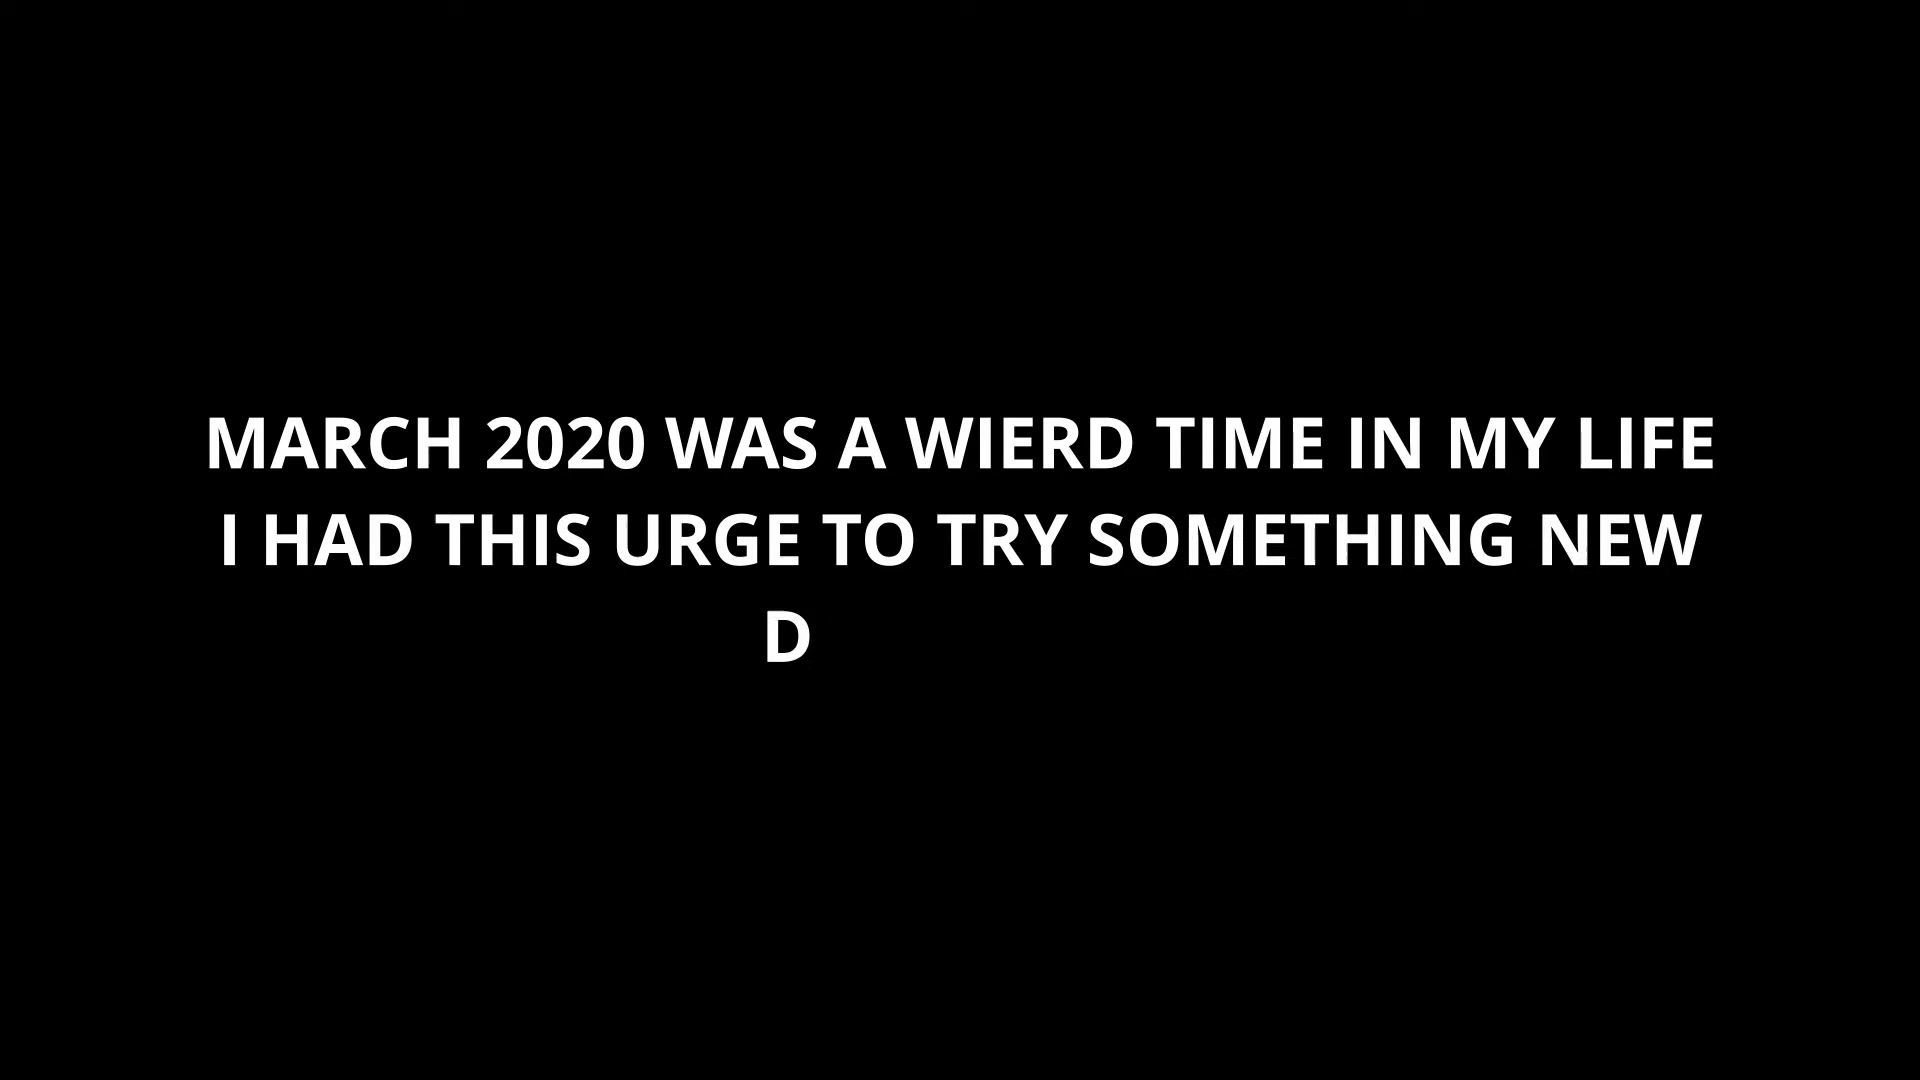 MARCH 2020 WAS A WIERD TIME IN MY LIFE
I HAD THIS URGE TO TRY SOMETHING NEW
D